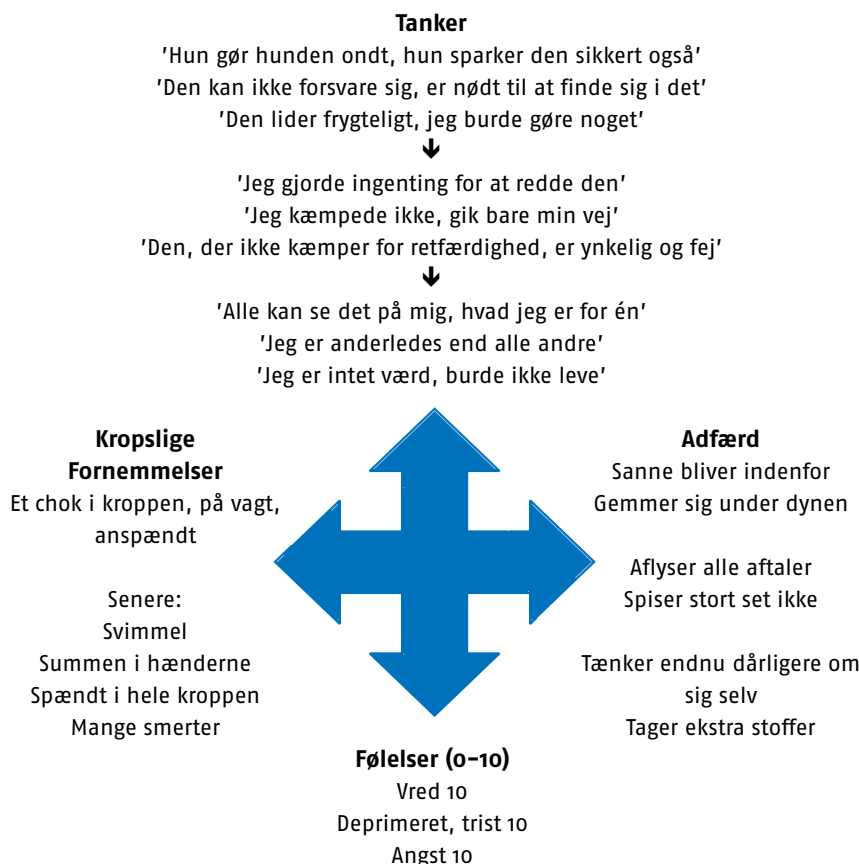 Tanker
'Hun gør hunden ondt, hun sparker den sikkert også'
'Den kan ikke forsvare sig, er nødt til at finde sig i det'
'Den lider frygteligt, jeg burde gøre noget'
'Jeg gjorde ingenting for at redde den'
'Jeg kæmpede ikke, gik bare min vej'
'Den, der ikke kæmper for retfærdighed, er ynkelig og fej'
'Alle kan se det på mig, hvad jeg er for én'
'Jeg er anderledes end alle andre'
'Jeg er intet værd, burde ikke leve'
Kropslige
Fornemmelser
Et chok i kroppen, på vagt,
anspændt
Senere:
Svimmel
Summen i hænderne
Spændt i hele kroppen
Mange smerter
Adfærd
Sanne bliver indenfor
Gemmer sig under dynen
Aflyser alle aftaler
Spiser stort set ikke
Tænker endnu dårligere om
sig selv
Tager ekstra stoffer
Følelser (0-10)
Vred 10
Deprimeret, trist 10
Angst 10